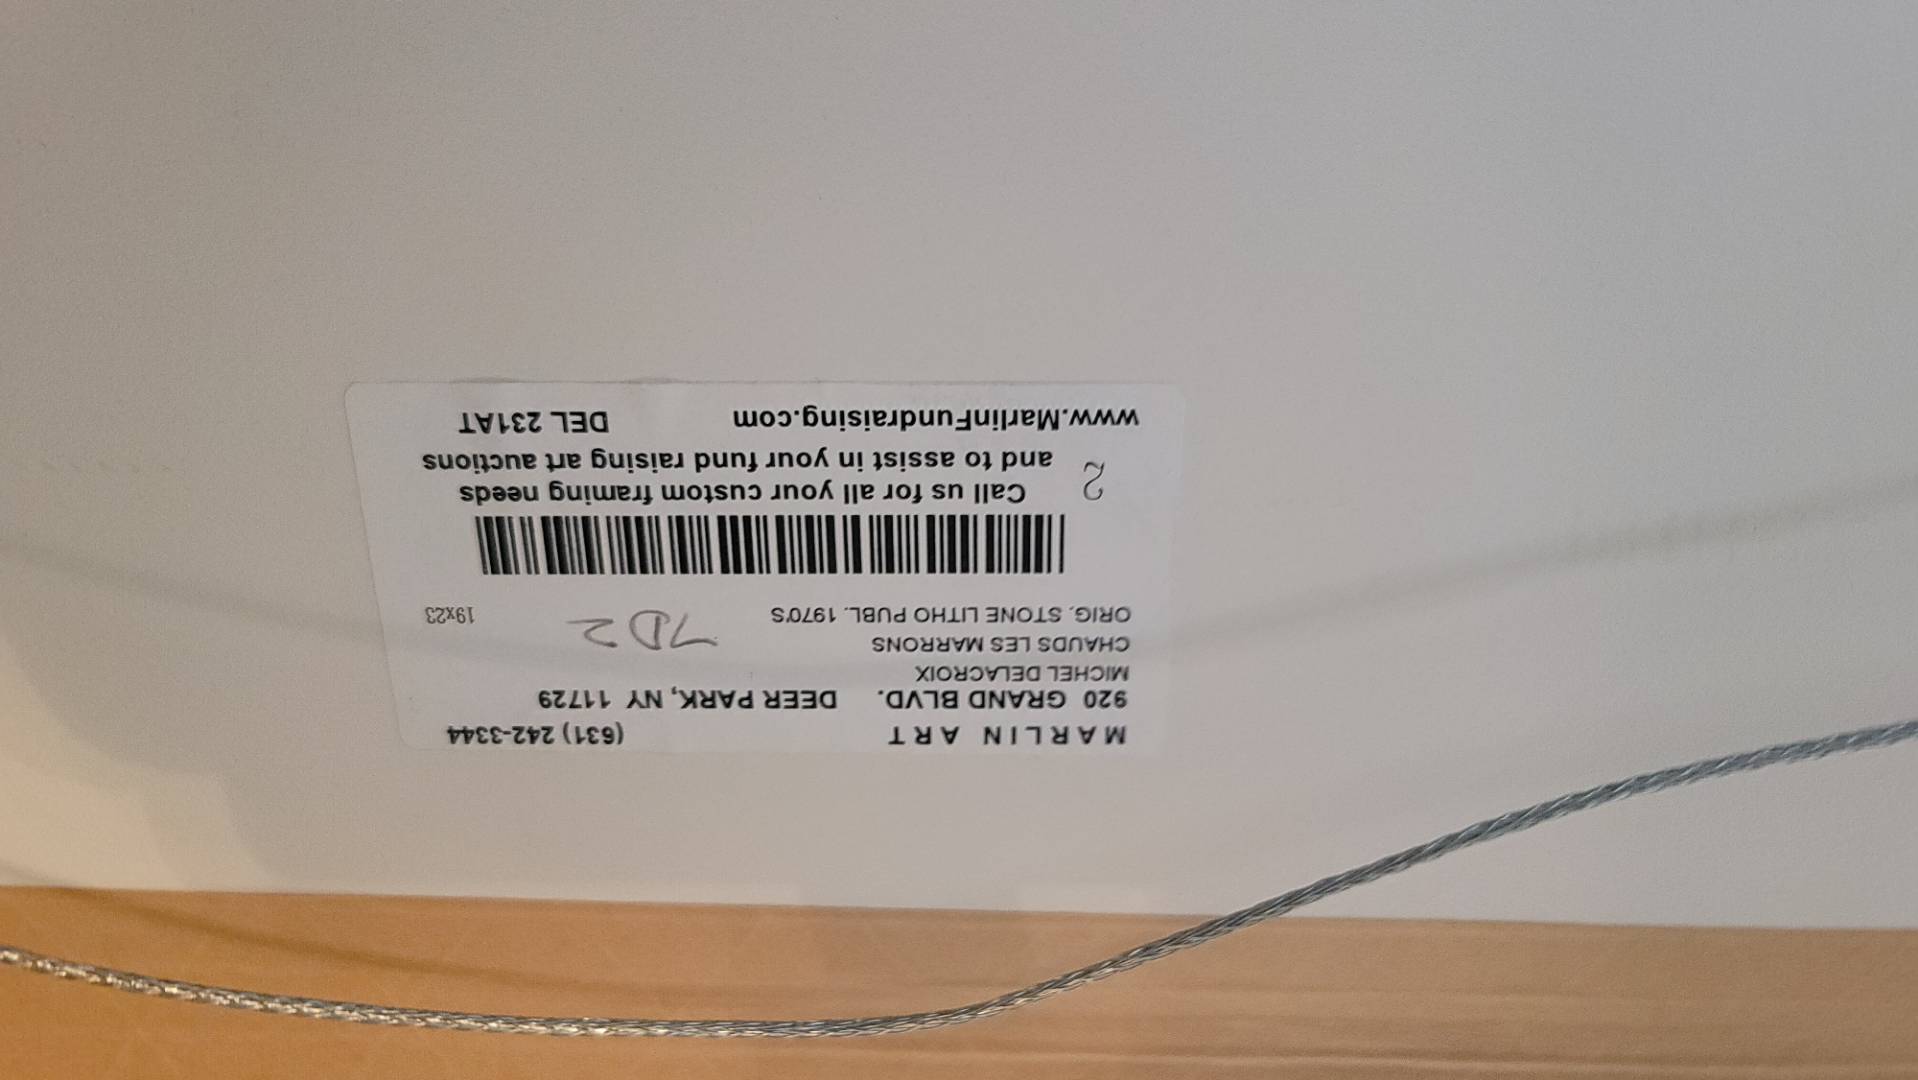 MARLIN ART (631) 242-3344
920 GRAND BLVD. DEER PARK, NY 11729
MICHEL DELACROIX
CHAUDS LES MARRONS
ORIG. STONE LITHO PUBL. 1970'S 7D2 19x23
Call us for all your custom framing needs
2 and to assist in your fund raising art auctions
www.MarlinFundraising.com DEL 231AT